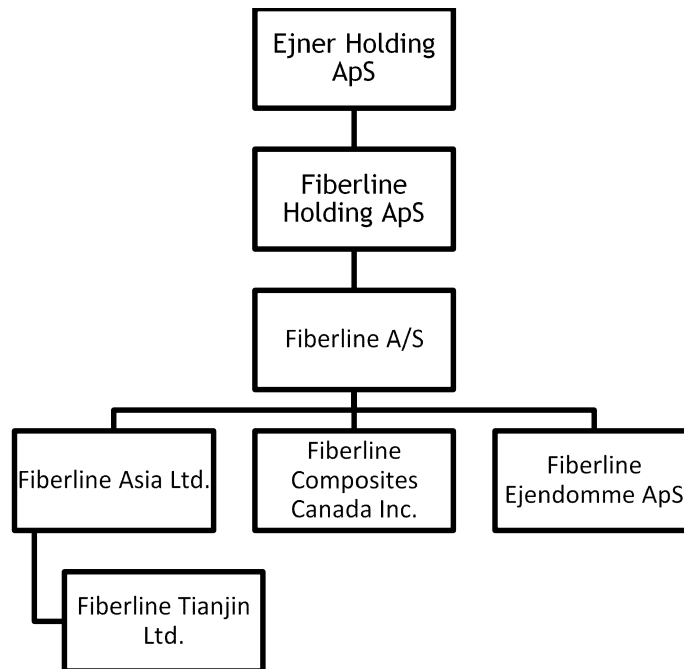 Ejner Holding
ApS
Fiberline
Holding ApS
Fiberline A/S
Fiberline Asia Ltd.
Fiberline
Composites
Canada Inc.
Fiberline
Ejendomme ApS
Fiberline Tianjin
Ltd.